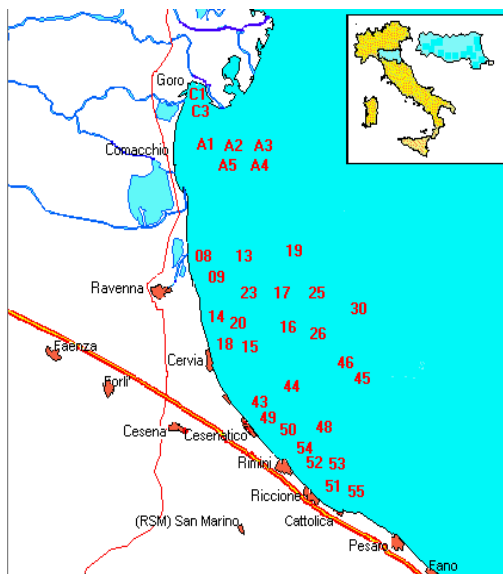 Goro
C1
C3
A1 A2 A3
Comacchio
A5 A4
19
08 13
09
Ravenna
23 17 25
30
14
20 16 26
18 15
Cervia
46
45
44
43
Faenza
Forlì
49
Cesena
Cesenatico
50 48
54
Rimini
52 53
51 55
Riccione
Cattolica
(RSM) San Marino
Pesaro
Fano